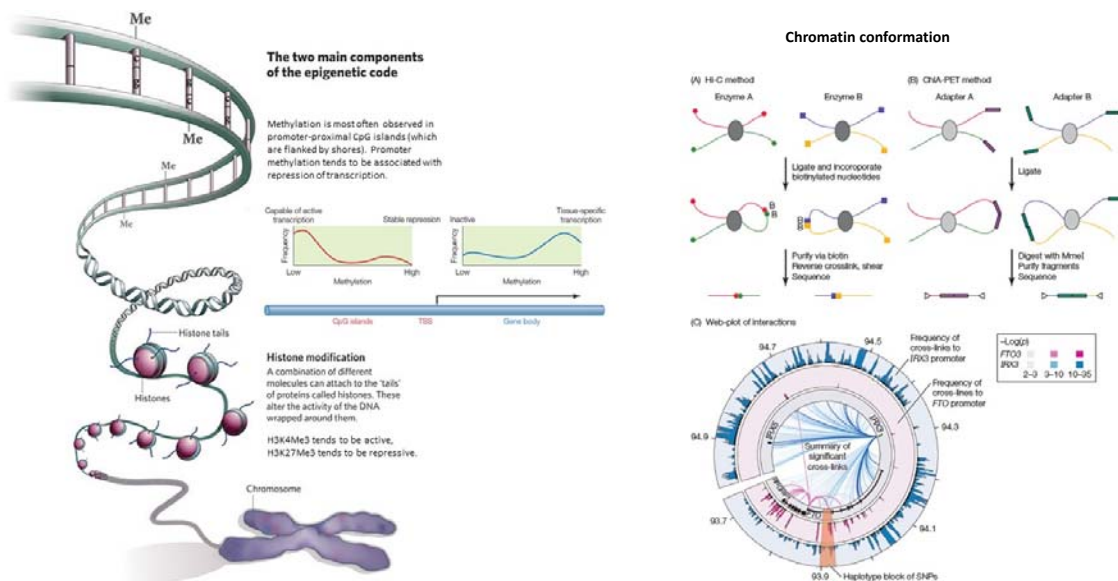 Me
Me
Me
Me
The two main components
of the epigenetic code
Methylation is most often observed in
promoter-proximal CpG islands (which
are flanked by shores). Promoter
methylation tends to be associated with
repression of transcription.
Capable of active
transcription
Stable repression
Frequency
Low
High
Methylation
Inactive
Tissue-specific
transcription
Frequency
Low
High
Methylation
CpG islands
TSS
Gene body
Histone tails
Histones
Histone modification
A combination of different
molecules can attach to the 'tails'
of proteins called histones. These
alter the activity of the DNA
wrapped around them.
H3K4Me3 tends to be active,
H3K27Me3 tends to be repressive.
Chromosome
Chromatin conformation
(A) Hi-C method
Enzyme A
Enzyme B
Ligate and incoroporate
biotinylated nucleotides
B
B
B
B
Purify via biotin
Reverse crosslink, shear
Sequence
(B) ChIA-PET method
Adapter A
Adapter B
Ligate
Digest with MmeI
Purify fragments
Sequence
(C) Web-plot of interactions
94.7
94.5
94.3
94.1
93.9
93.7
94.9
Frequency of
cross-links to
IRX3 promoter
Frequency of
cross-lines to
FTO promoter
–Log(p)
FTO3
IRX3
2–3 3–10 10–35
IRX5
IRX3
Summary of
significant
cross-links
FTO
Haplotype block of SNPs